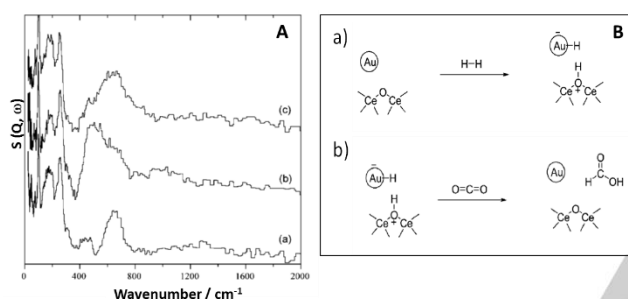 A
S (Q, ω)
(c)
(b)
(a)
0 400 800 1200 1600 2000
Wavenumber / cm⁻¹
B
a)
Au
O
Ce Ce
H-H
Au-H
H
O
+
Ce Ce
b)
Au-H
H
O
+
Ce Ce
O=C=O
Au
O
H OH
O
Ce Ce